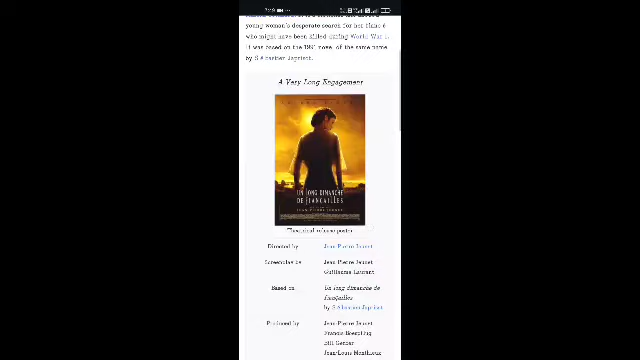 young woman's desperate search for her fiancé
who might have been killed during World War I.
It was based on the 1991 novel of the same name
by Sébastien Japrisot.
A Very Long Engagement
UN LONG DIMANCHE
DE FIANÇAILLES
JEAN-PIERRE JEUNET
Theatrical release poster
Directed by Jean-Pierre Jeunet
Screenplay by Jean-Pierre Jeunet
Guillaume Laurant
Based on Un long dimanche de
fiançailles
by Sébastien Japrisot
Produced by Jean-Pierre Jeunet
Francis Boespflug
Bill Gerber
Jean-Louis Monthieux